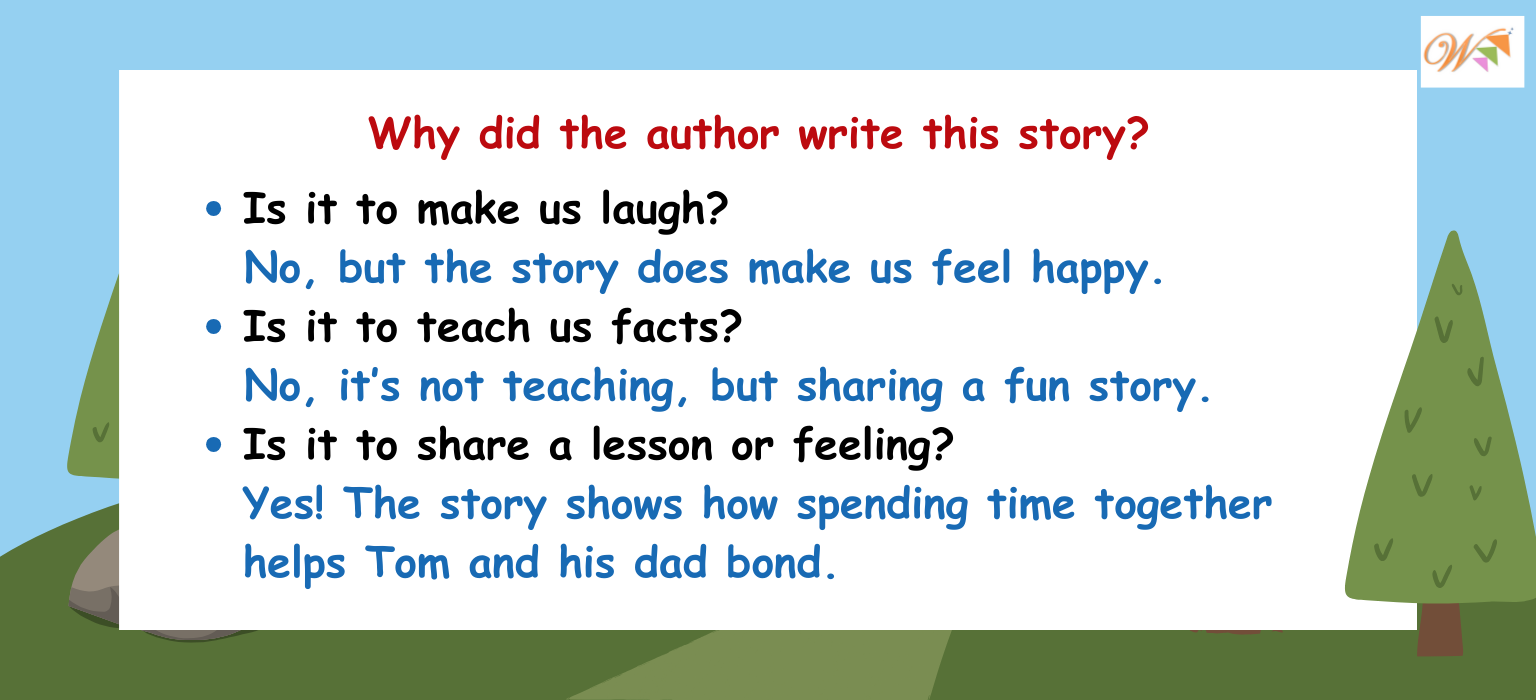 W
Why did the author write this story?
• Is it to make us laugh?
No, but the story does make us feel happy.
• Is it to teach us facts?
No, it's not teaching, but sharing a fun story.
• Is it to share a lesson or feeling?
Yes! The story shows how spending time together
helps Tom and his dad bond.